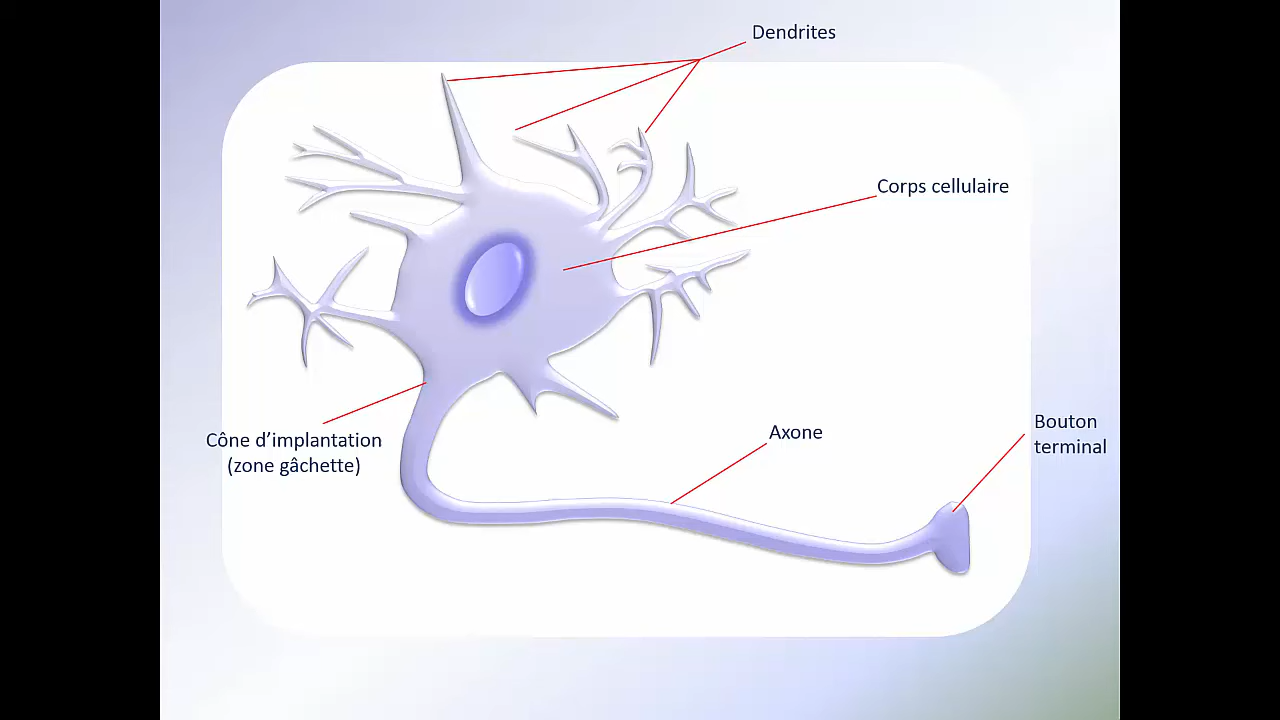 Dendrites
Corps cellulaire
Cône d’implantation
(zone gâchette)
Axone
Bouton
terminal